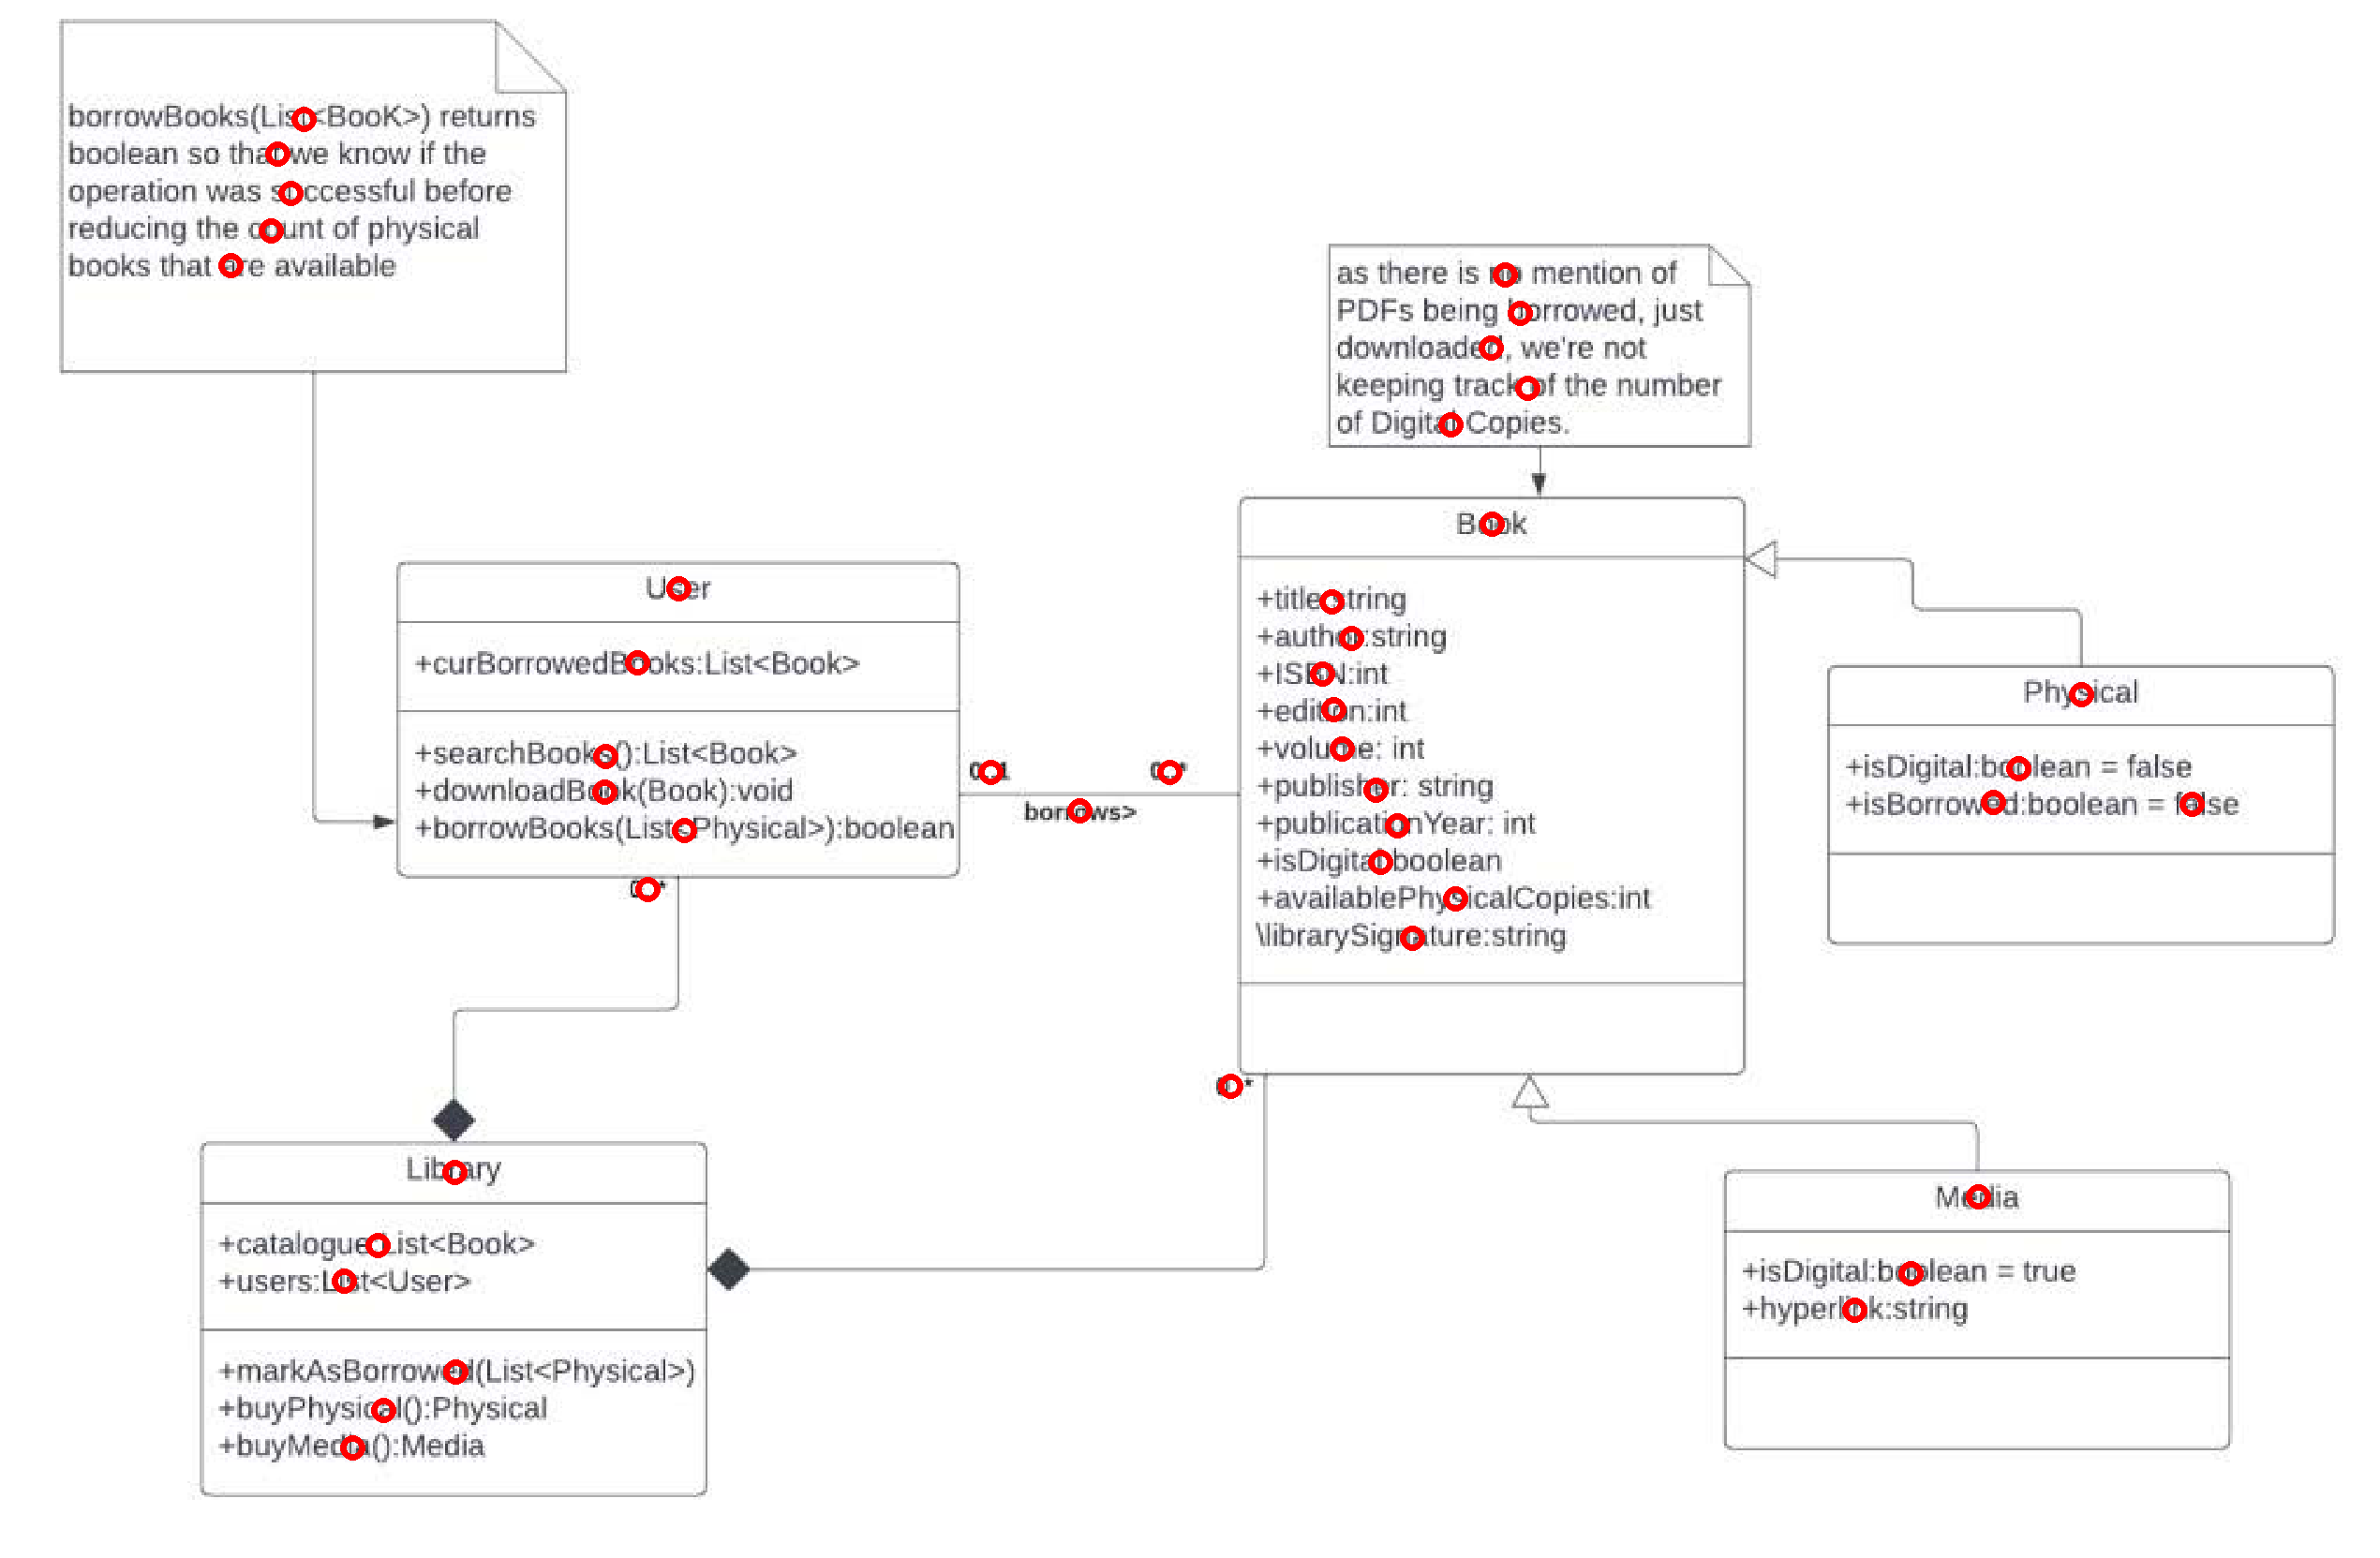 borrowBooks(List<BooK>) returns
boolean so that we know if the
operation was successful before
reducing the count of physical
books that are available
as there is no mention of
PDFs being borrowed, just
downloaded, we're not
keeping track of the number
of Digital Copies.
User
+curBorrowedBooks:List<Book>
+searchBooks():List<Book>
+downloadBook(Book):void
+borrowBooks(List<Physical>):boolean
0..1
0..*
borrows>
0..*
Book
+title:string
+author:string
+ISBN:int
+edition:int
+volume: int
+publisher: string
+publicationYear: int
+isDigital:boolean
+availablePhysicalCopies:int
\librarySignature:string
0..*
Physical
+isDigital:boolean = false
+isBorrowed:boolean = false
Library
+catalogue:List<Book>
+users:List<User>
+markAsBorrowed(List<Physical>)
+buyPhysical():Physical
+buyMedia():Media
Media
+isDigital:boolean = true
+hyperlink:string